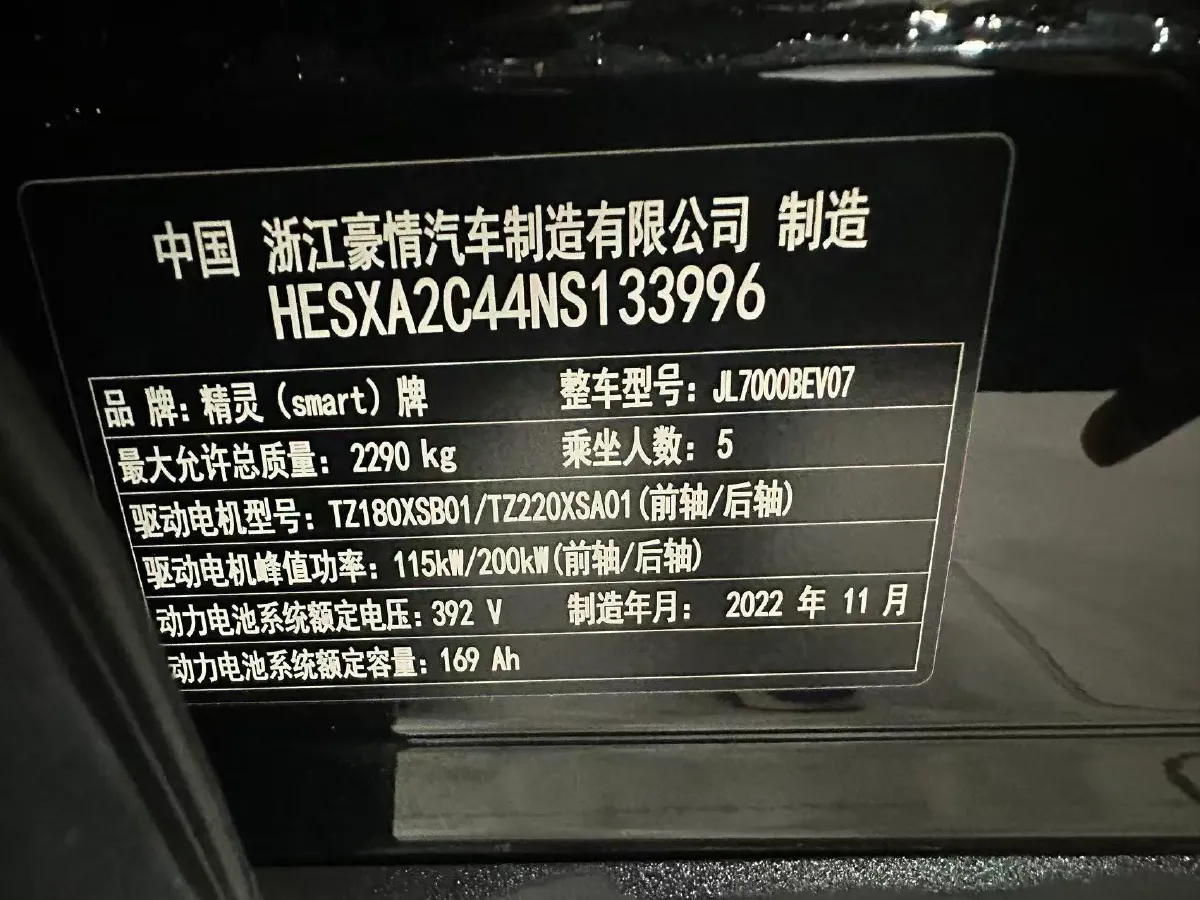 中国 浙江豪情汽车制造有限公司 制造
HESXA2C44NS133996
品 牌: 精灵 (smart) 牌 整车型号: JL7000BEV07
最大允许总质量: 2290 kg 乘坐人数: 5
驱动电机型号: TZ180XSB01/TZ220XSA01(前轴/后轴)
驱动电机峰值功率: 115kW/200kW(前轴/后轴)
动力电池系统额定电压: 392 V 制造年月: 2022 年 11 月
动力电池系统额定容量: 169 Ah